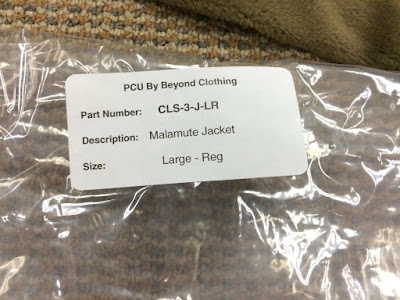 PCU By Beyond Clothing
Part Number: CLS-3-J-LR
Description: Malamute Jacket
Size: Large - Reg